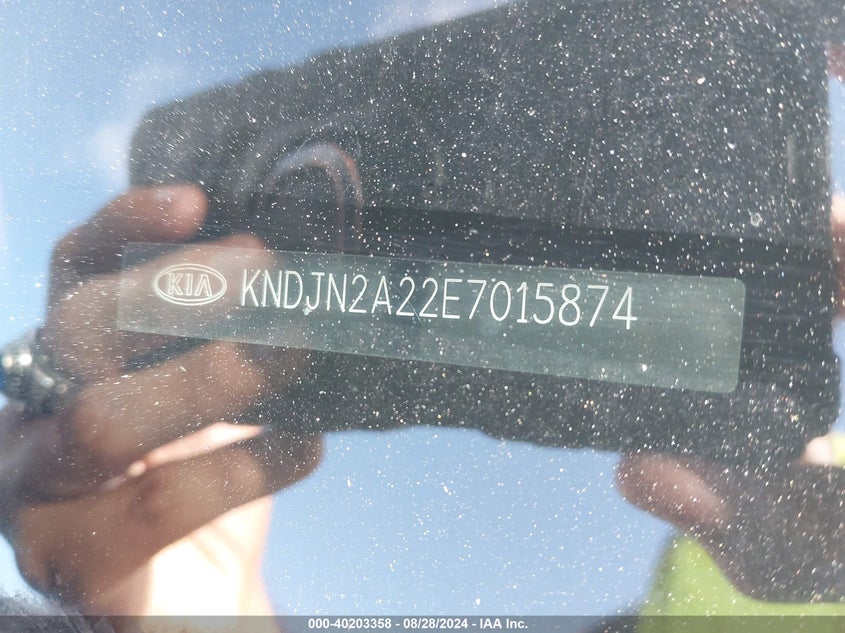 KIA KNDJN2A22E7015874
000-40203358 - 08/28/2024 - IAA Inc.